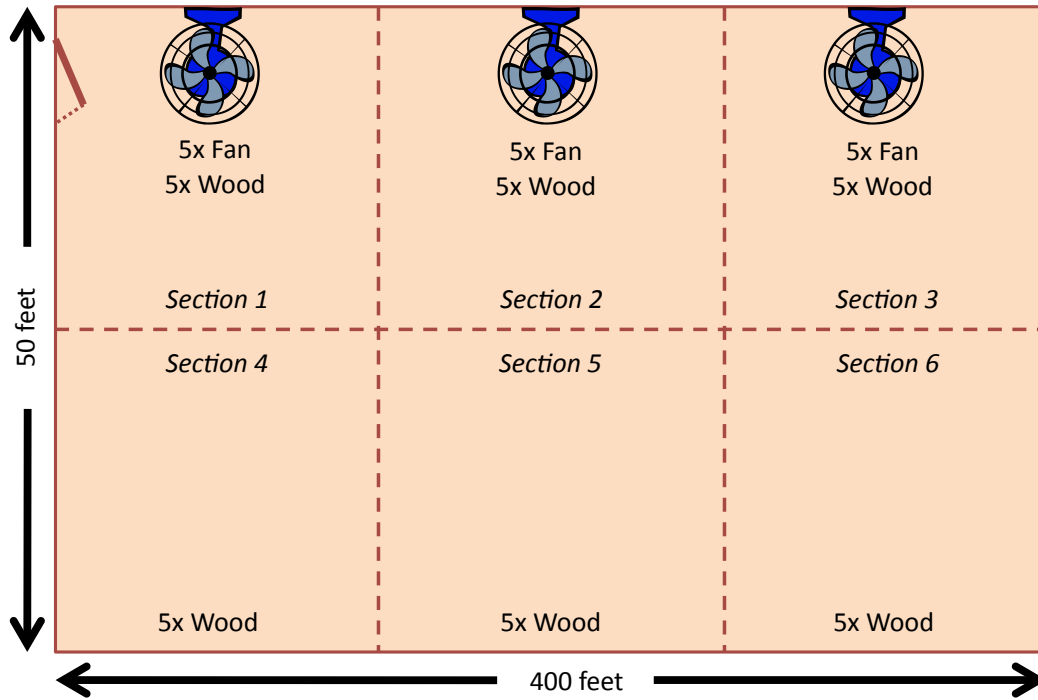 5x Fan
5x Wood
5x Fan
5x Wood
5x Fan
5x Wood
Section 1
Section 2
Section 3
50 feet
Section 4
Section 5
Section 6
5x Wood
5x Wood
5x Wood
400 feet